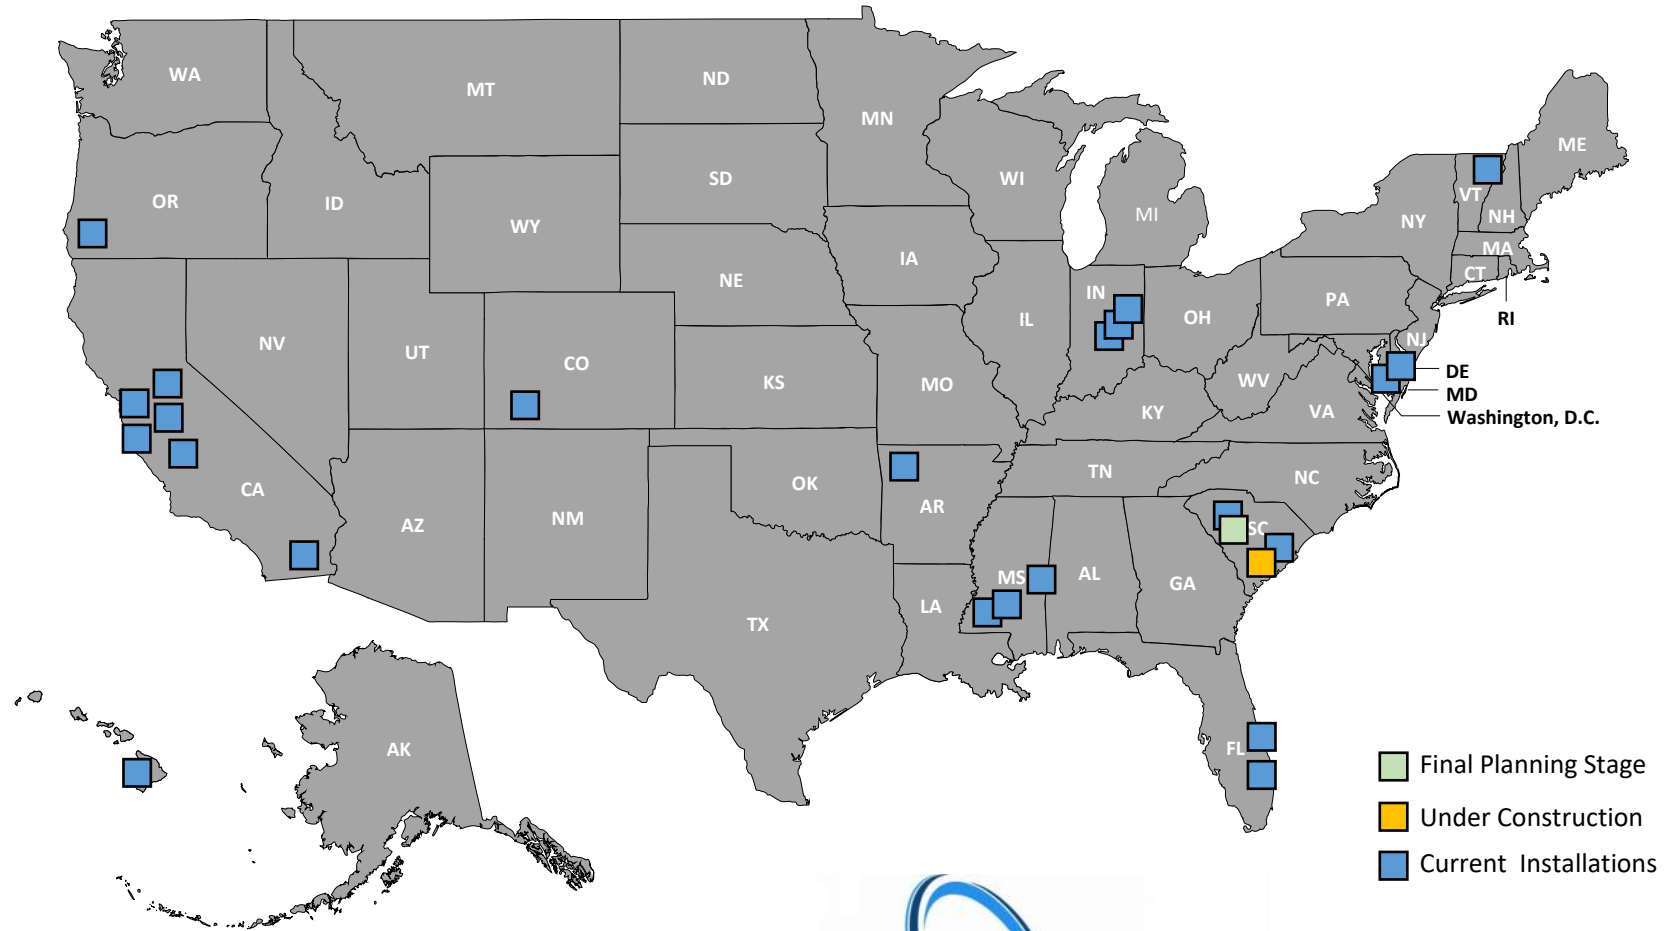 WA
MT
ND
MN
ME
OR
ID
SD
WI
VT
MI
NH
NY
WY
MA
IA
CT
NE
IN
PA
RI
NV
IL
OH
NJ
UT
CO
KS
MO
WV
DE
MD
KY
VA
Washington, D.C.
CA
OK
TN
NC
AR
AZ
NM
SC
MS
AL
GA
LA
TX
AK
FL
Final Planning Stage
Under Construction
Current Installations